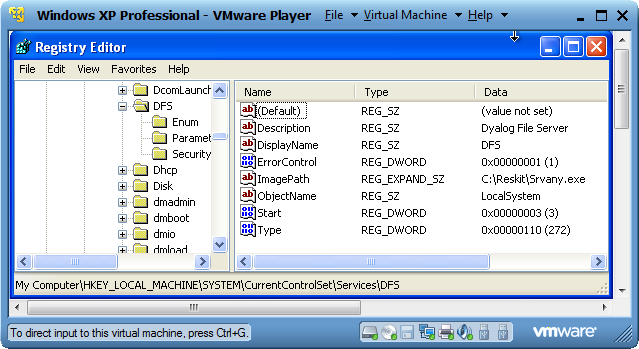 Windows XP Professional - VMware Player File Virtual Machine Help
Registry Editor
File Edit View Favorites Help
DcomLaunch
DFS
Enum
Paramet
Security
Dhcp
Disk
dmadmin
dmboot
dmio
dmload
Name Type Data
(Default) REG_SZ (value not set)
Description REG_SZ Dyalog File Server
DisplayName REG_SZ DFS
ErrorControl REG_DWORD 0x00000001 (1)
ImagePath REG_EXPAND_SZ C:\Reskit\Srvany.exe
ObjectName REG_SZ LocalSystem
Start REG_DWORD 0x00000003 (3)
Type REG_DWORD 0x00000110 (272)
My Computer\HKEY_LOCAL_MACHINE\SYSTEM\CurrentControlSet\Services\DFS
To direct input to this virtual machine, press Ctrl+G.
vmware